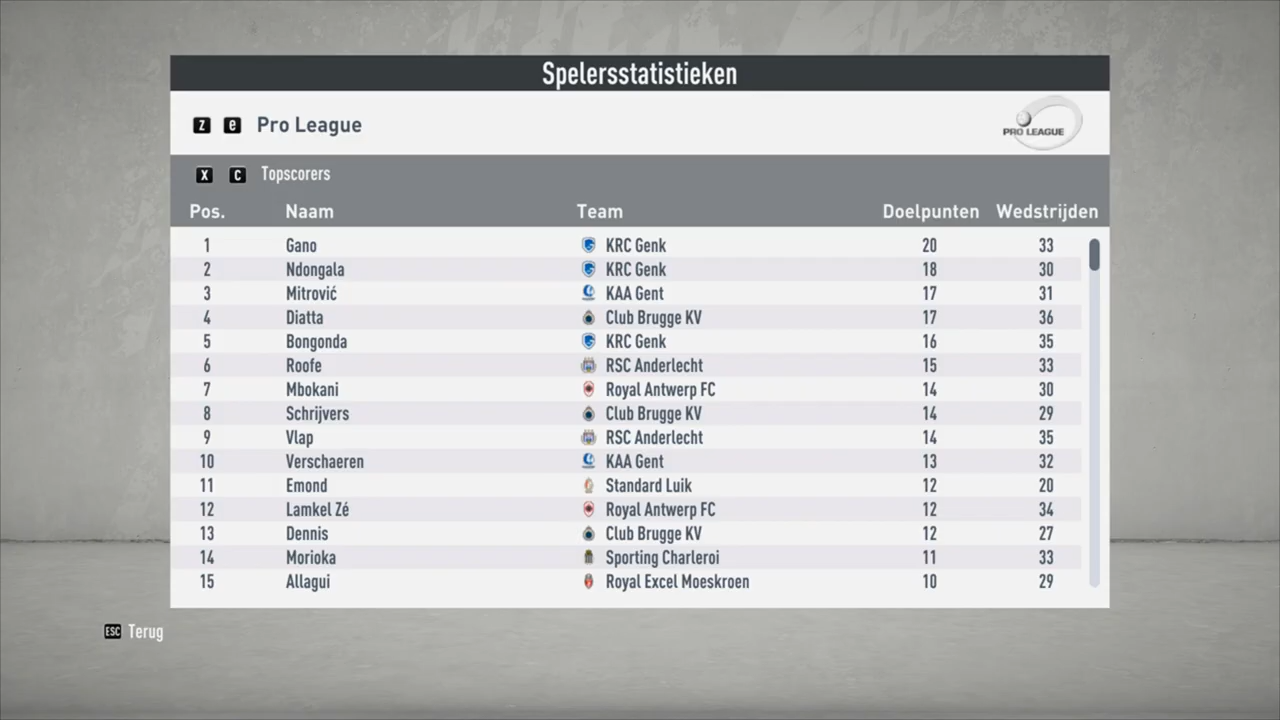 Spelersstatistieken
Z e Pro League
PRO LEAGUE
X C Topscorers
Pos. Naam Team Doelpunten Wedstrijden
1 Gano KRC Genk 20 33
2 Ndongala KRC Genk 18 30
3 Mitrović KAA Gent 17 31
4 Diatta Club Brugge KV 17 36
5 Bongonda KRC Genk 16 35
6 Roofe RSC Anderlecht 15 33
7 Mbokani Royal Antwerp FC 14 30
8 Schrijvers Club Brugge KV 14 29
9 Vlap RSC Anderlecht 14 35
10 Verschaeren KAA Gent 13 32
11 Emond Standard Luik 12 20
12 Lamkel Zé Royal Antwerp FC 12 34
13 Dennis Club Brugge KV 12 27
14 Morioka Sporting Charleroi 11 33
15 Allagui Royal Excel Moeskroen 10 29
ESC Terug